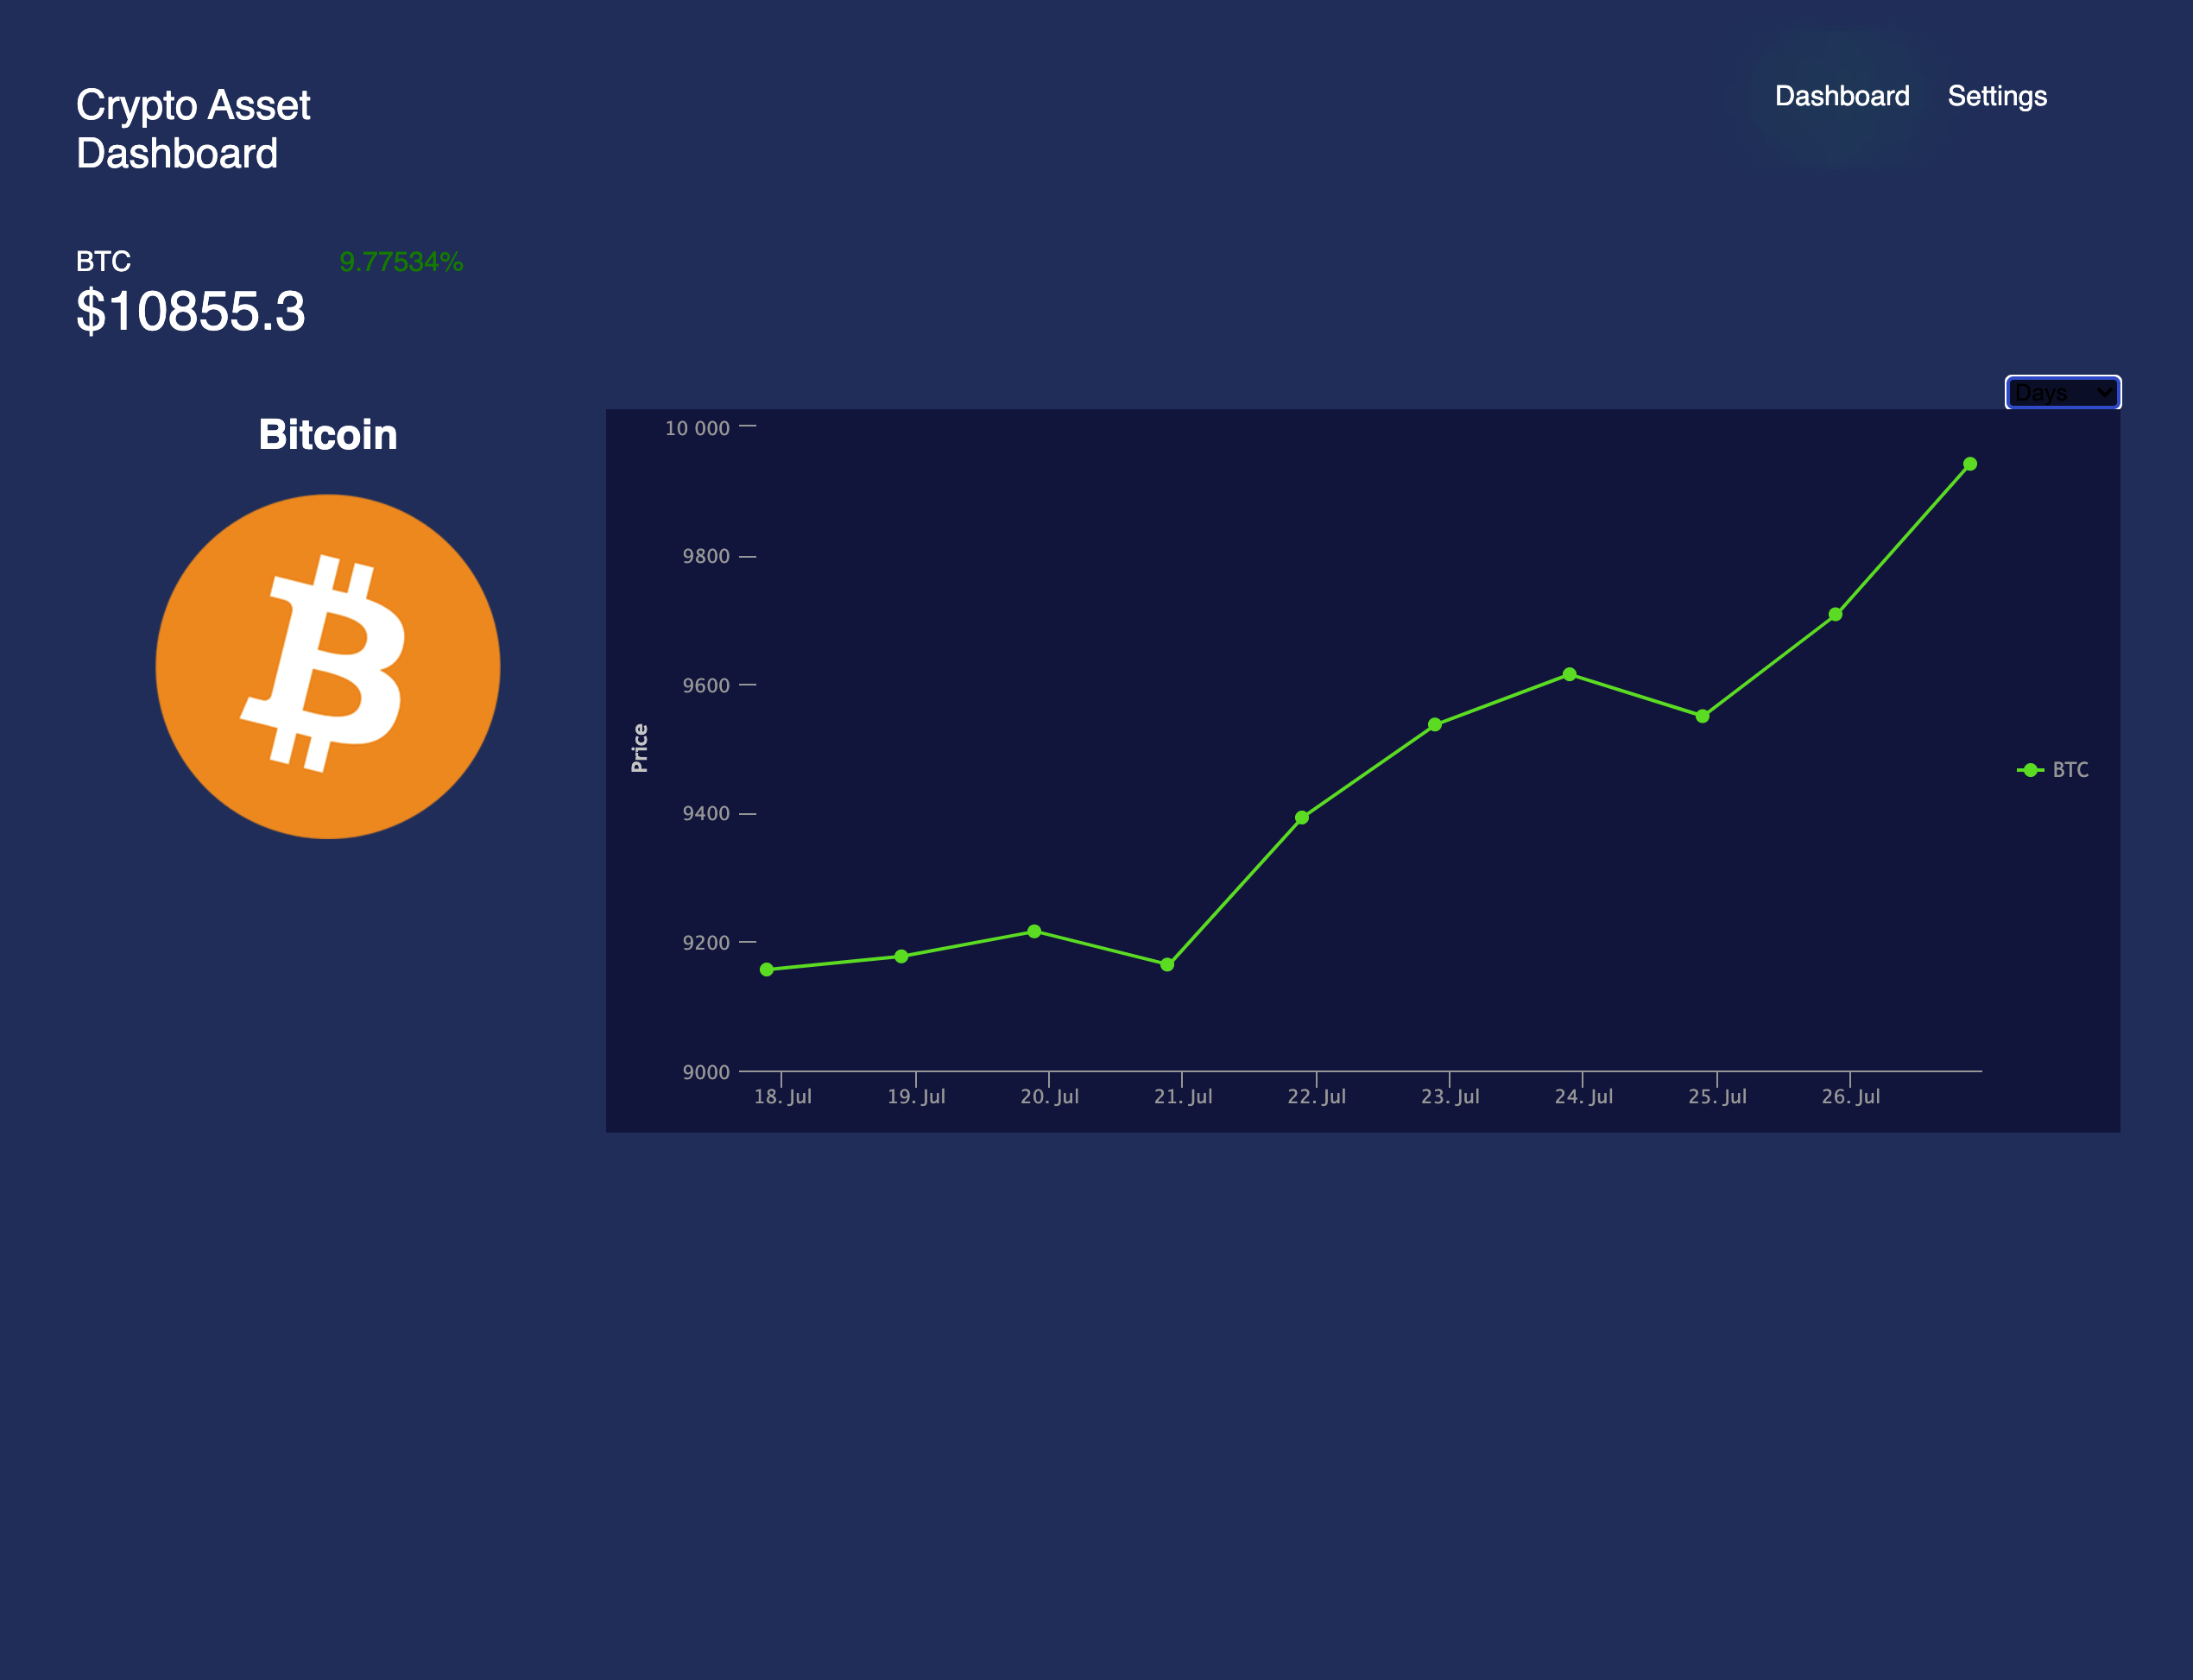 Crypto Asset
Dashboard
Dashboard
Settings
BTC
9.77534%
$10855.3
Days
Bitcoin
Price
10 000
9800
9600
9400
9200
9000
18. Jul
19. Jul
20. Jul
21. Jul
22. Jul
23. Jul
24. Jul
25. Jul
26. Jul
BTC